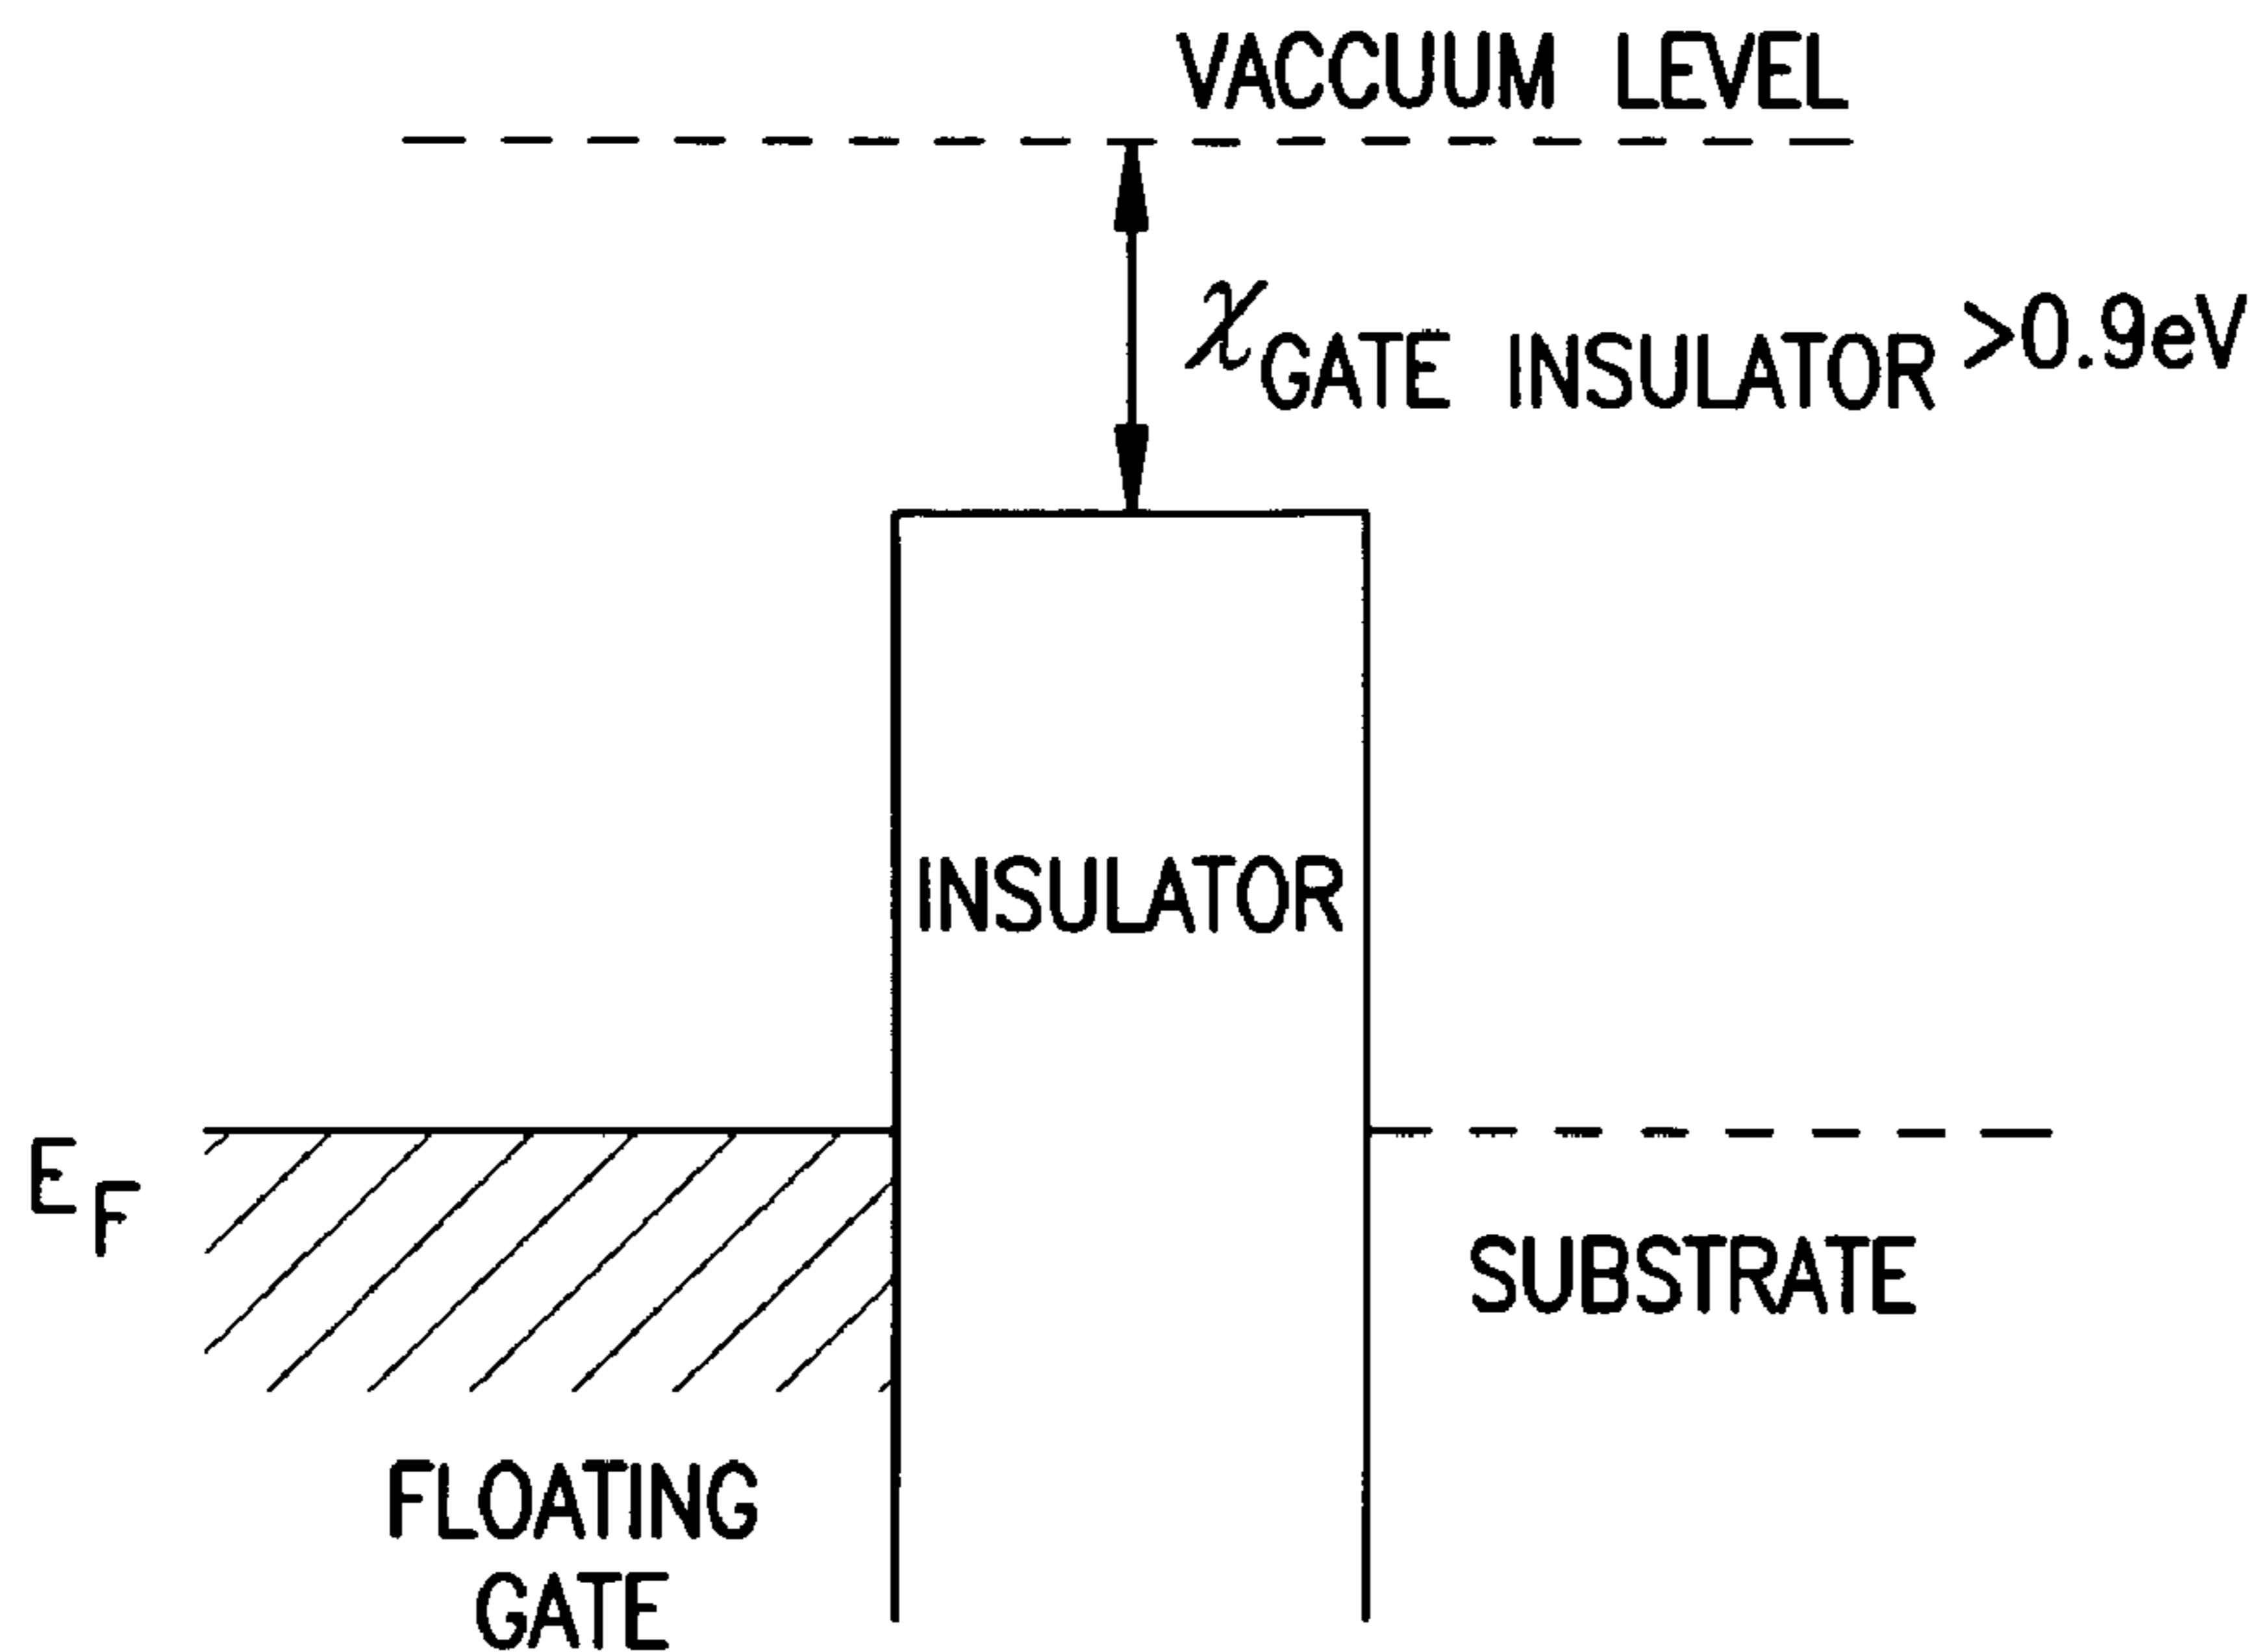 VACCUUM LEVEL
χGATE INSULATOR >0.9eV
INSULATOR
EF
SUBSTRATE
FLOATING
GATE